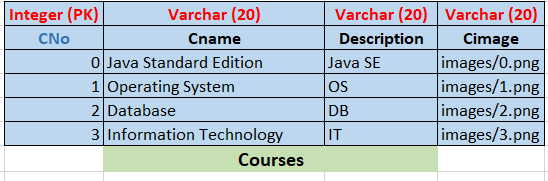 Integer (PK) Varchar (20) Varchar (20) Varchar (20)
CNo Cname Description Cimage
0 Java Standard Edition Java SE images/0.png
1 Operating System OS images/1.png
2 Database DB images/2.png
3 Information Technology IT images/3.png
Courses